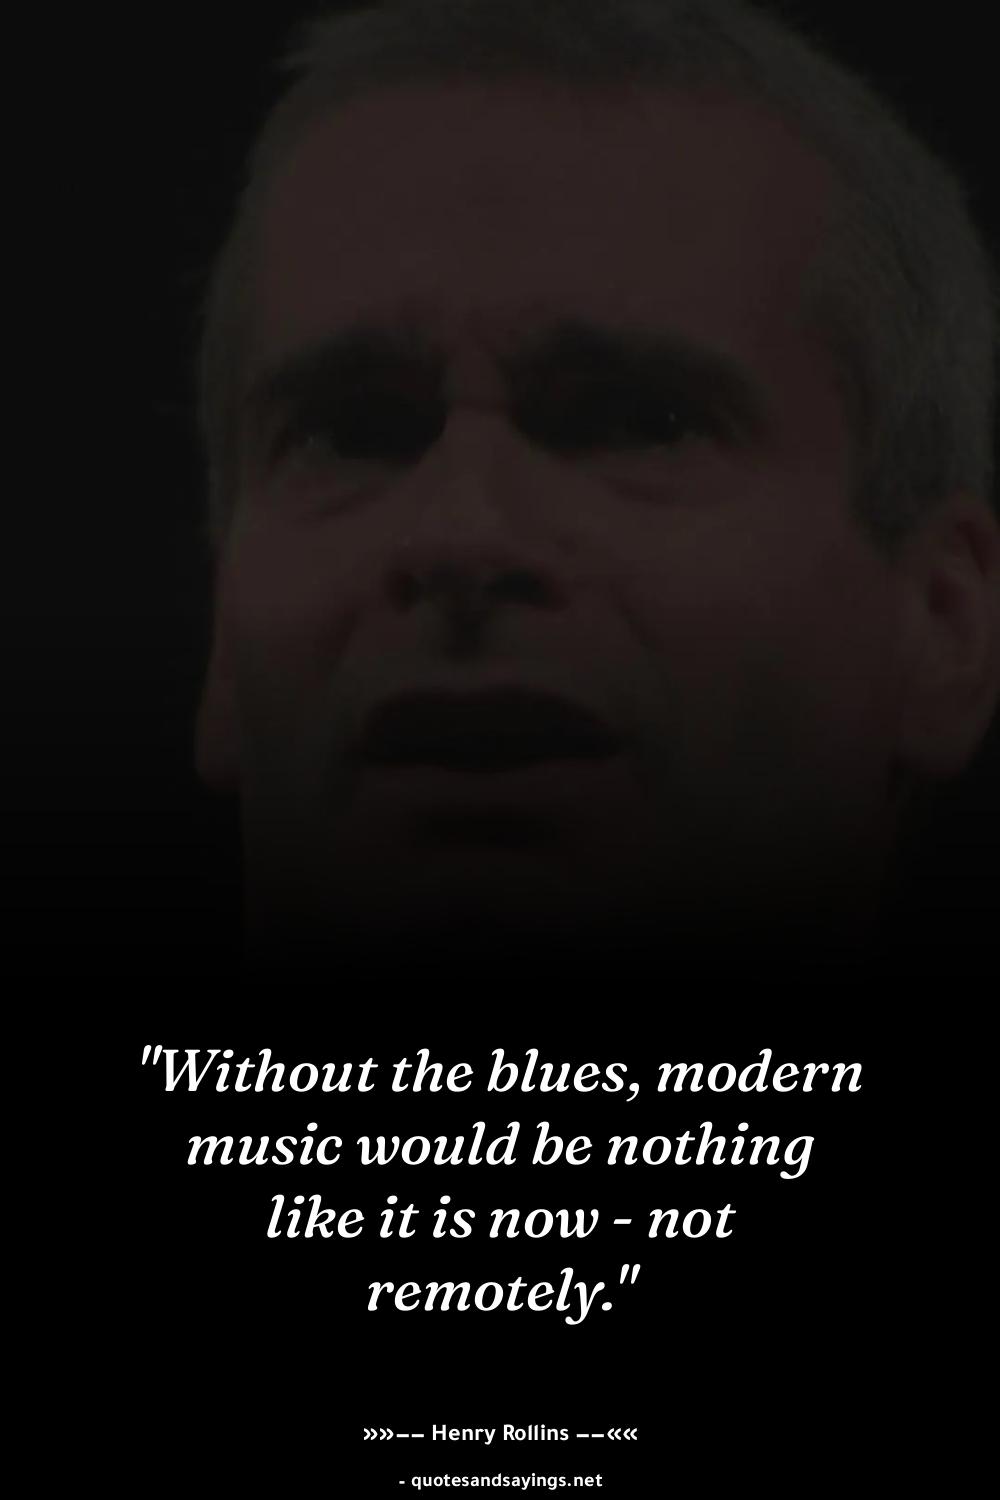 "Without the blues, modern
music would be nothing
like it is now - not
remotely."
»»−− Henry Rollins −−««
- quotesandsayings.net